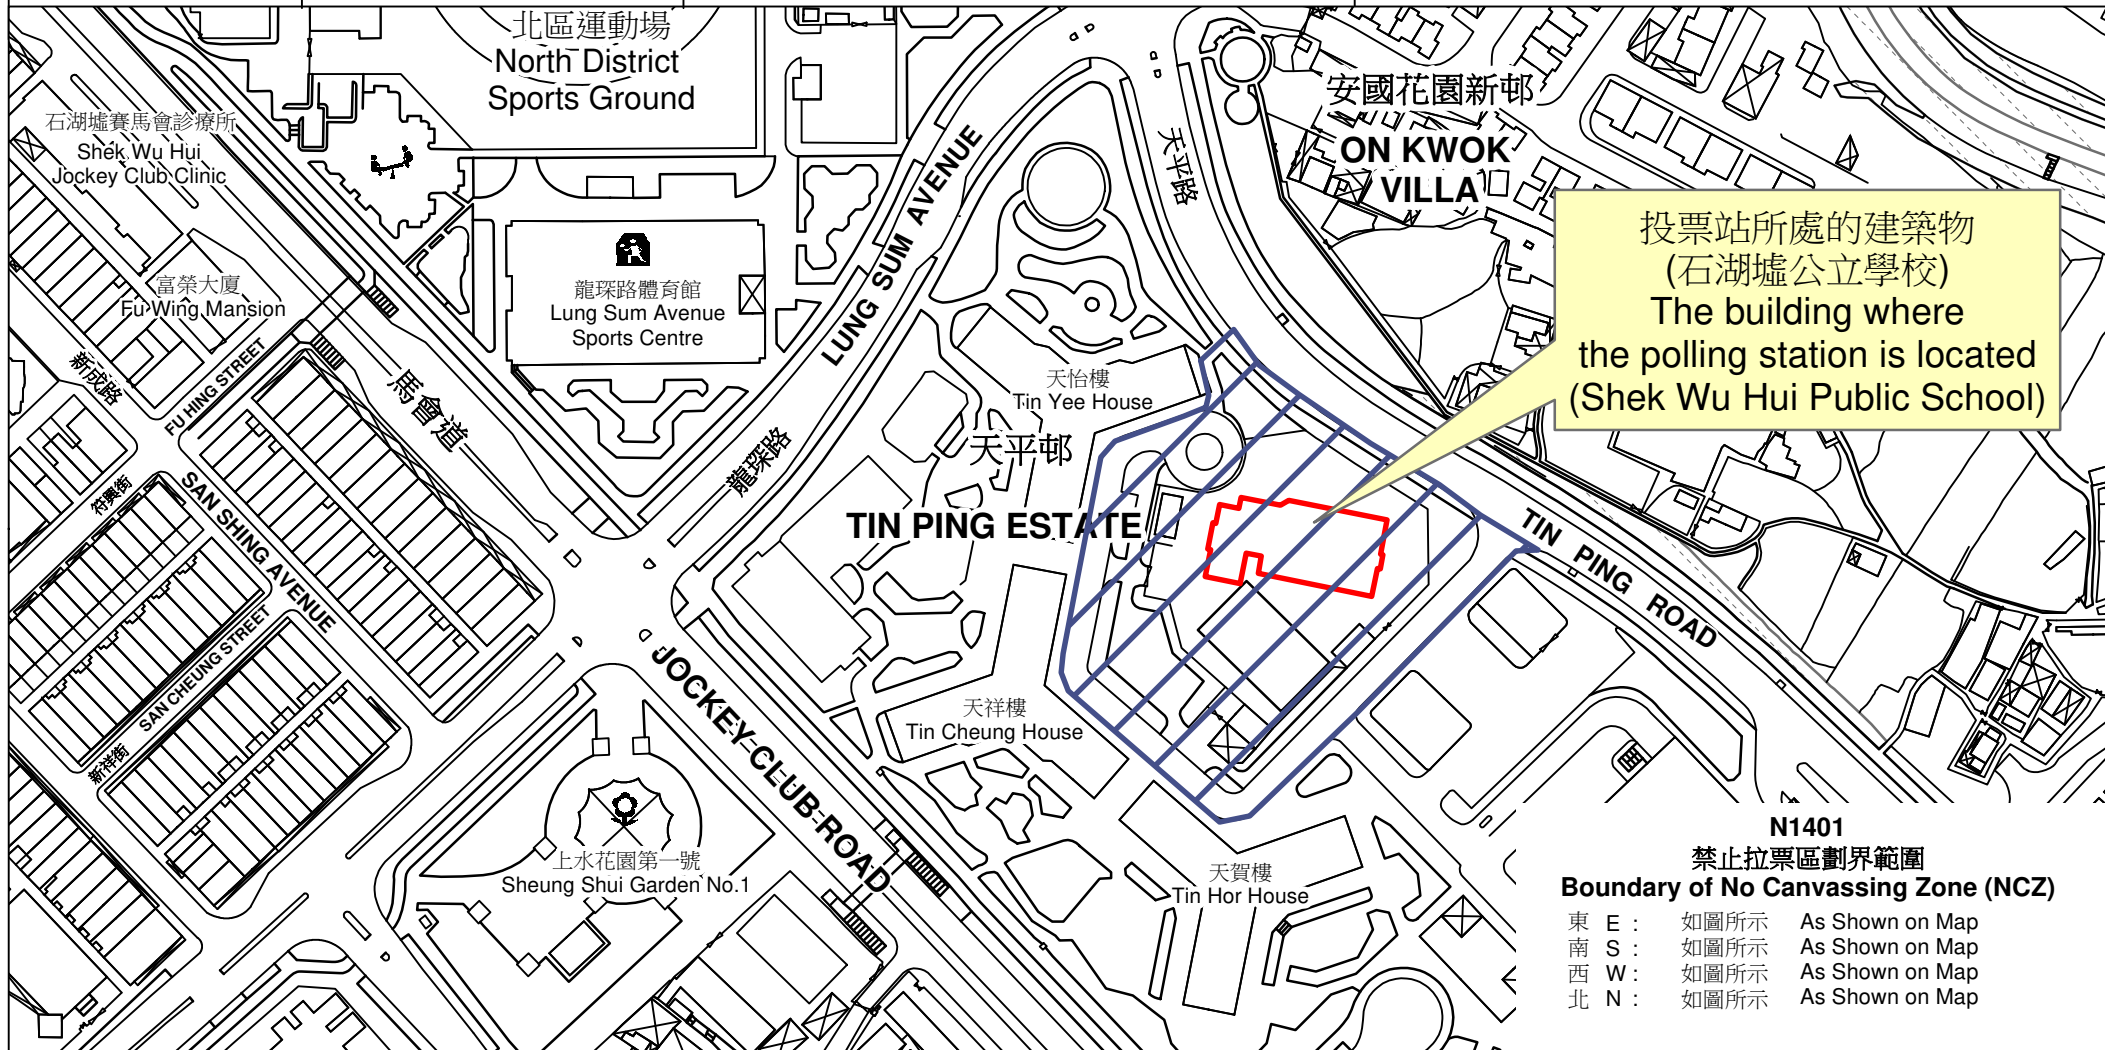 北區運動場
North District
Sports Ground
石湖墟賽馬會診療所
Shek Wu Hui
Jockey Club Clinic
安國花園新邨
ON KWOK
VILLA
天平路
LUNG SUM AVENUE
投票站所處的建築物
(石湖墟公立學校)
The building where
the polling station is located
(Shek Wu Hui Public School)
富榮大廈
Fu Wing Mansion
龍琛路體育館
Lung Sum Avenue
Sports Centre
新成路
FU HING STREET
馬會道
天怡樓
Tin Yee House
天平邨
龍琛路
TIN PING ESTATE
符興街
SAN SHING AVENUE
TIN PING ROAD
SAN CHEUNG STREET
新祥街
JOCKEY CLUB ROAD
天祥樓
Tin Cheung House
上水花園第一號
Sheung Shui Garden No.1
天賀樓
Tin Hor House
N1401
禁止拉票區劃界範圍
Boundary of No Canvassing Zone (NCZ)
東 E : 如圖所示 As Shown on Map
南 S : 如圖所示 As Shown on Map
西 W : 如圖所示 As Shown on Map
北 N : 如圖所示 As Shown on Map